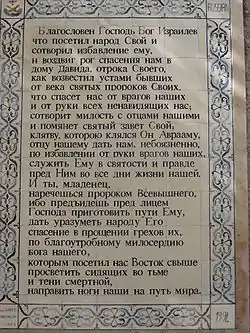 RUSSIAN
Благословен Господь Бог Израилев
что посетил народ Свой и
сотворил избавление ему,
и воздвиг рог спасения нам в
дому Давида, отрока Своего,
как возвестил устами бывших
от века святых пророков Своих,
что спасет нас от врагов наших
и от руки всех ненавидящих нас;
сотворит милость с отцами нашими
и помянет святый завет Свой,
клятву, которою клялся Он Аврааму,
отцу нашему дать нам, небоязненно,
по избавлении от руки врагов наших,
служить Ему в святости и правде
пред Ним во все дни жизни нашей.
И ты, младенец,
наречешься пророком Всевышнего,
ибо предъидешь пред лицем
Господа приготовить пути Ему,
дать уразуметь народу Его
спасение в прощении грехов их,
по благоутробному милосердию
Бога нашего,
которым посетил нас Восток свыше
просветить сидящих во тьме
и тени смертной,
направить ноги наши на путь мира.